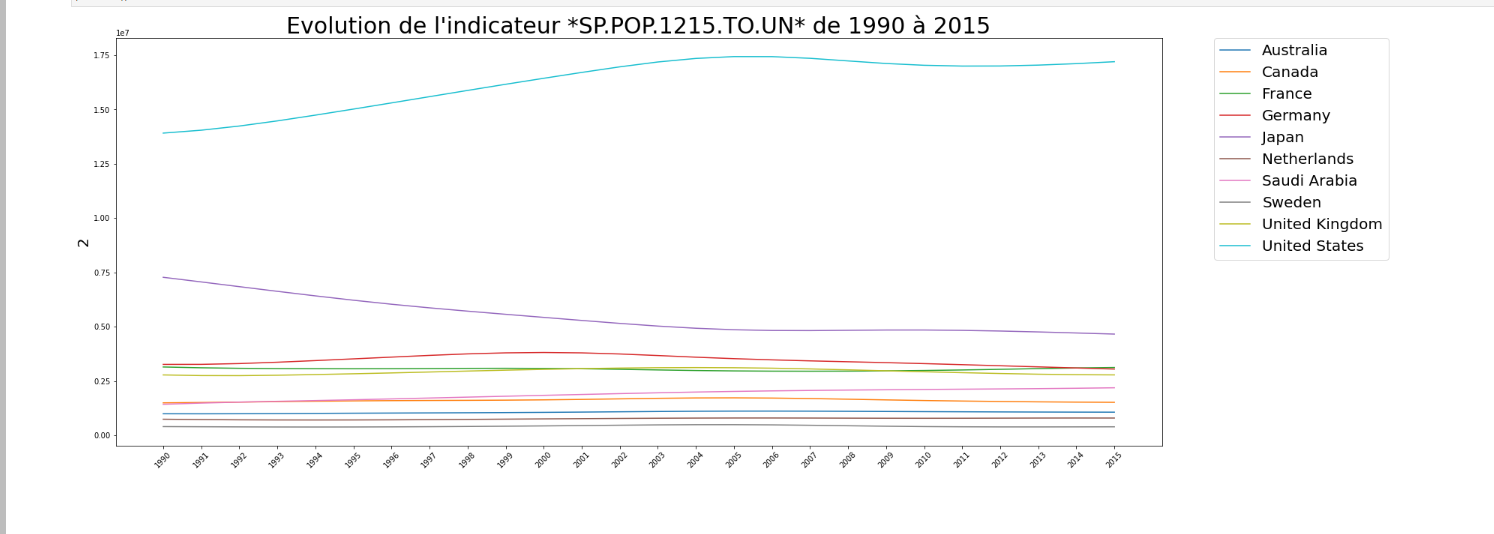 Evolution de l'indicateur *SP.POP.1215.TO.UN* de 1990 à 2015
1e7
1.75
1.50
1.25
1.00
0.75
0.50
0.25
0.00
2
1990
1991
1992
1993
1994
1995
1996
1997
1998
1999
2000
2001
2002
2003
2004
2005
2006
2007
2008
2009
2010
2011
2012
2013
2014
2015
Australia
Canada
France
Germany
Japan
Netherlands
Saudi Arabia
Sweden
United Kingdom
United States